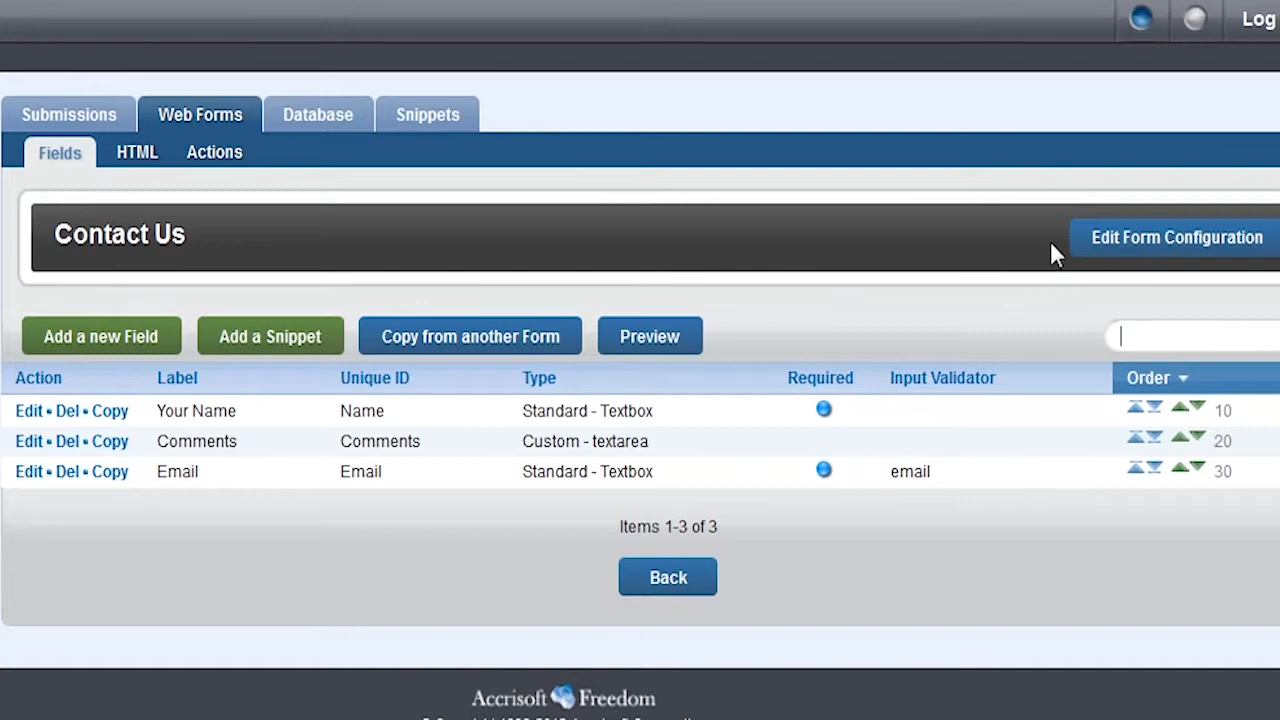 Log
Submissions Web Forms Database Snippets
Fields HTML Actions
Contact Us Edit Form Configuration
Add a new Field Add a Snippet Copy from another Form Preview
Action Label Unique ID Type Required Input Validator Order
Edit • Del • Copy Your Name Name Standard - Textbox 10
Edit • Del • Copy Comments Comments Custom - textarea 20
Edit • Del • Copy Email Email Standard - Textbox email 30
Items 1-3 of 3
Back
Accrisoft Freedom